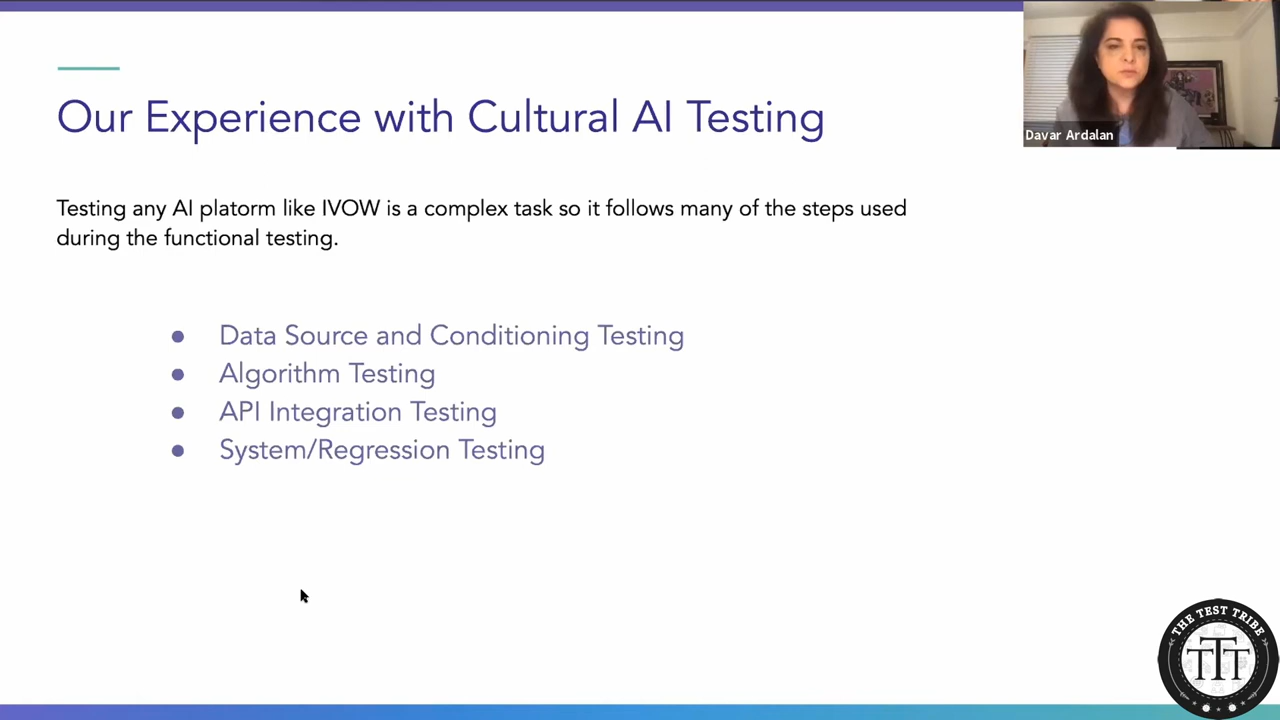 Our Experience with Cultural AI Testing
Davar Ardalan
Testing any AI platorm like IVOW is a complex task so it follows many of the steps used
during the functional testing.
● Data Source and Conditioning Testing
● Algorithm Testing
● API Integration Testing
● System/Regression Testing
THE TEST TRIBE
TTT